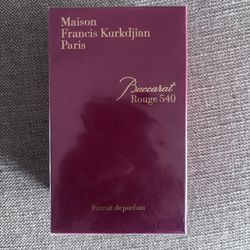 Maison
Francis Kurkdjian
Paris
Baccarat
Rouge 540
Extrait de parfum